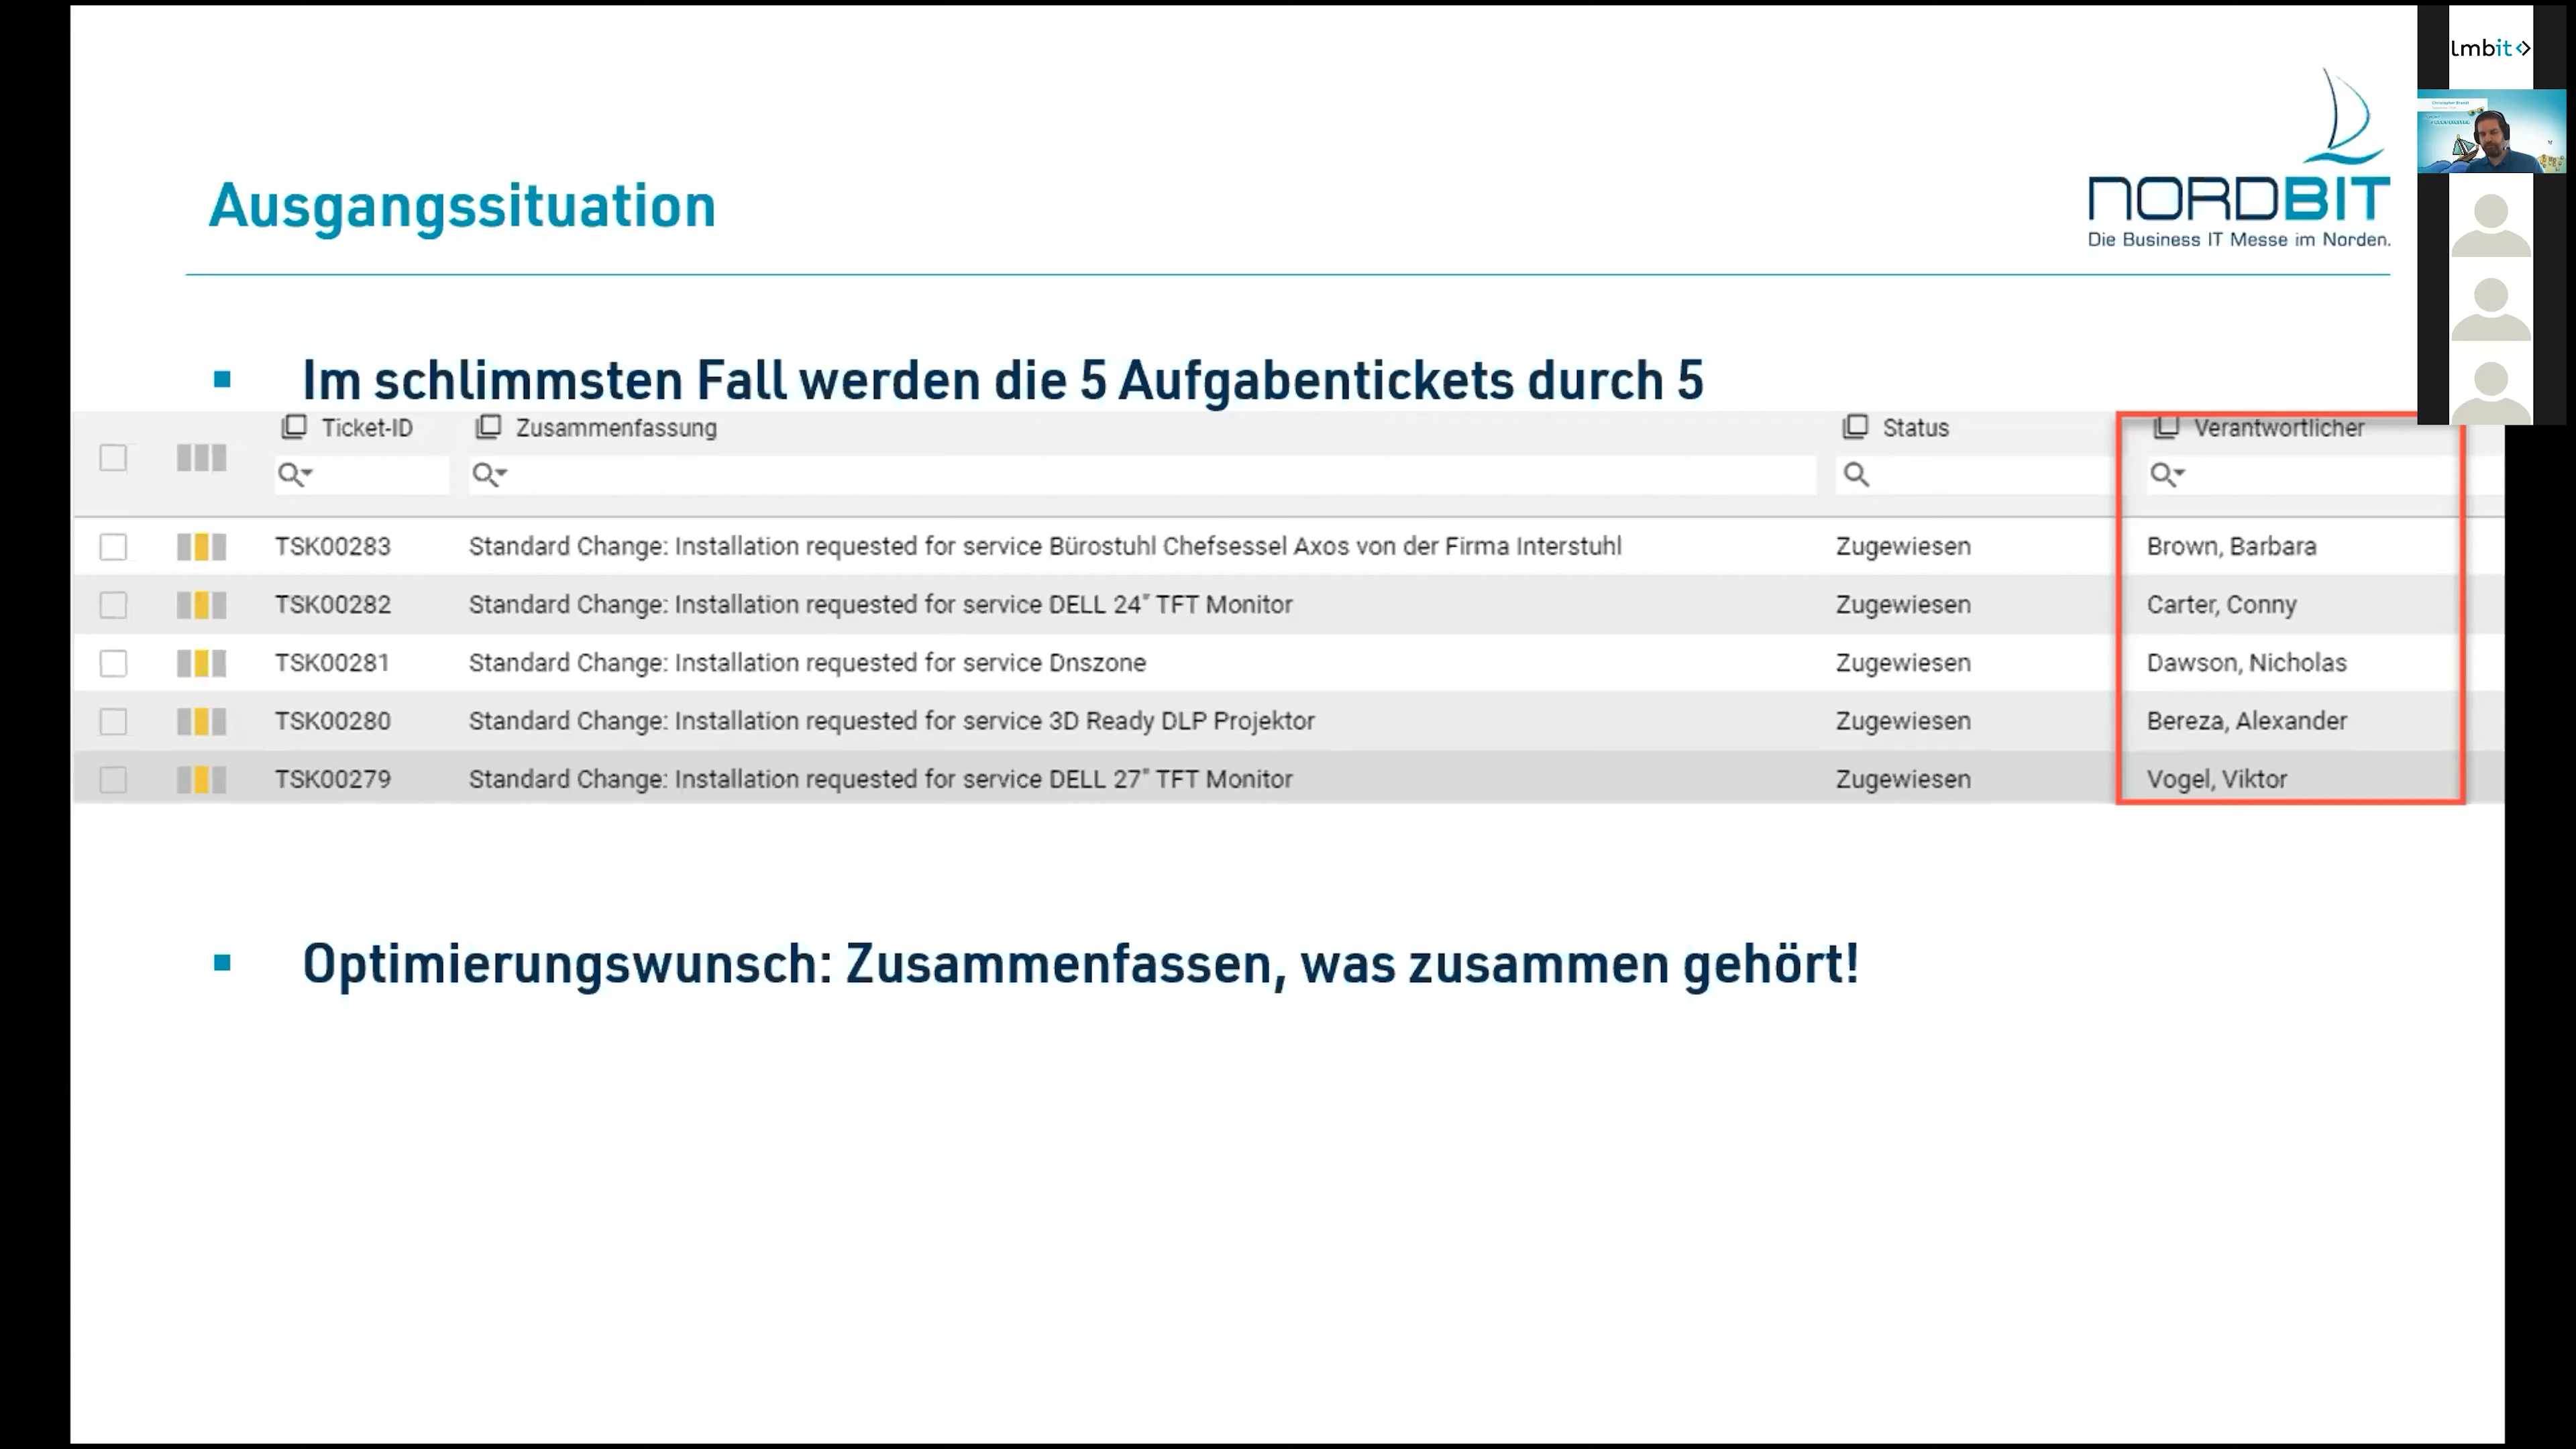 lmbit
NORDBIT
Die Business IT Messe im Norden.
Ausgangssituation
Im schlimmsten Fall werden die 5 Aufgabentickets durch 5
Ticket-ID Zusammenfassung Status Verantwortlicher
TSK00283 Standard Change: Installation requested for service Bürostuhl Chefsessel Axos von der Firma Interstuhl Zugewiesen Brown, Barbara
TSK00282 Standard Change: Installation requested for service DELL 24" TFT Monitor Zugewiesen Carter, Conny
TSK00281 Standard Change: Installation requested for service Dnszone Zugewiesen Dawson, Nicholas
TSK00280 Standard Change: Installation requested for service 3D Ready DLP Projektor Zugewiesen Bereza, Alexander
TSK00279 Standard Change: Installation requested for service DELL 27" TFT Monitor Zugewiesen Vogel, Viktor
Optimierungswunsch: Zusammenfassen, was zusammen gehört!